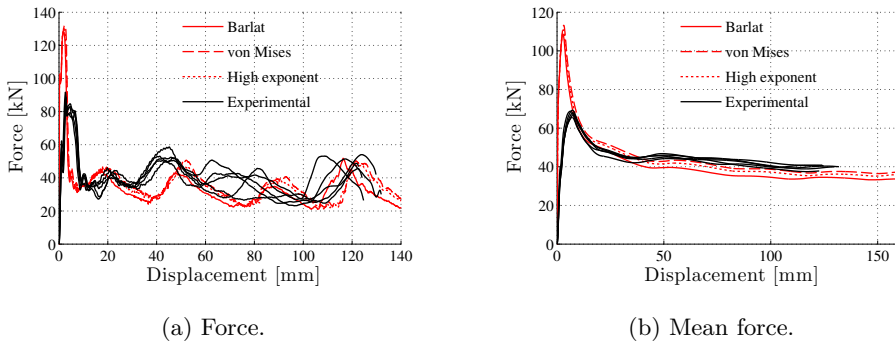 140
120
100
80
60
40
20
0
Force [kN]
0 20 40 60 80 100 120 140
Displacement [mm]
Barlat
von Mises
High exponent
Experimental
(a) Force.
120
100
80
60
40
20
0
Force [kN]
0 50 100 150
Displacement [mm]
Barlat
von Mises
High exponent
Experimental
(b) Mean force.